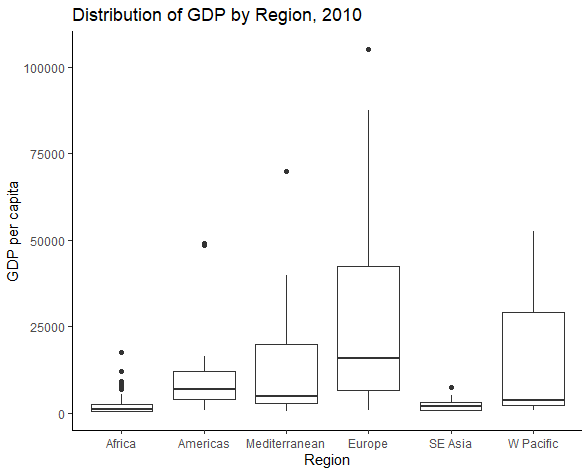 Distribution of GDP by Region, 2010
GDP per capita
100000
75000
50000
25000
0
Africa Americas Mediterranean Europe SE Asia W Pacific
Region